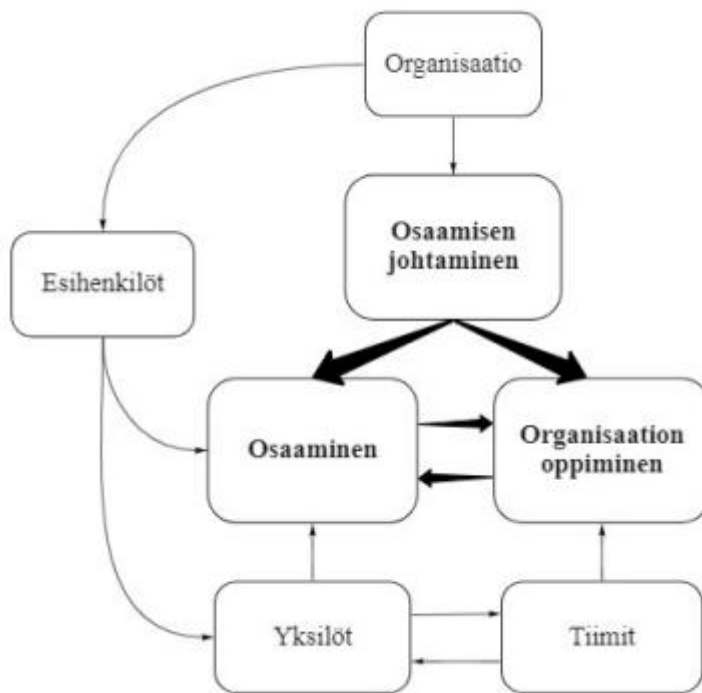 Organisaatio
Osaamisen
johtaminen
Esihenkilöt
Osaaminen
Organisaation
oppiminen
Yksilöt
Tiimit